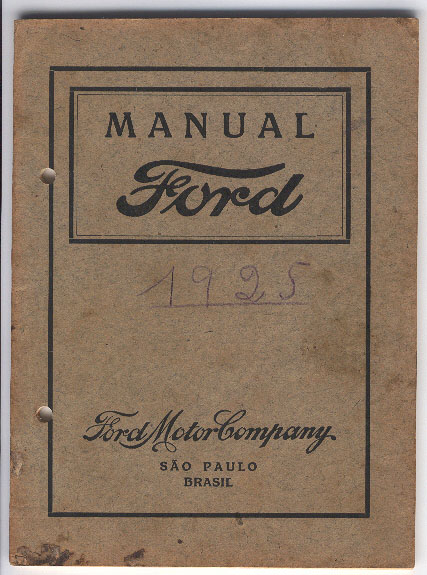 MANUAL
Ford
1925
Ford Motor Company
SÃO PAULO
BRASIL